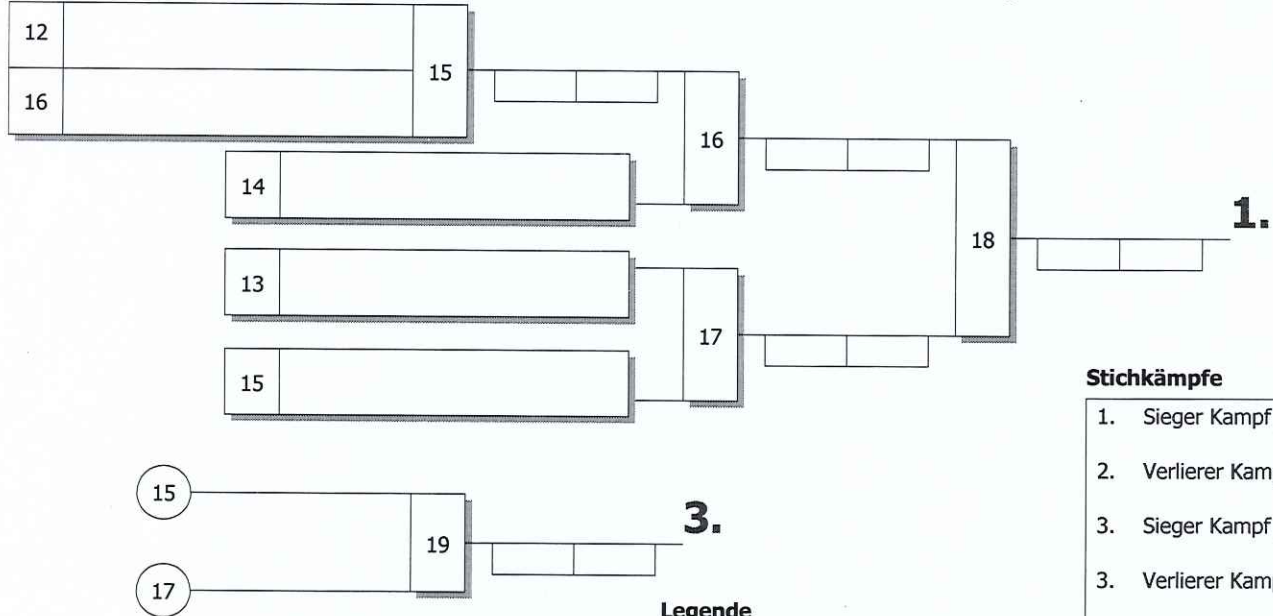 12
15
16
16
14
1.
18
13
17
15
Stichkämpfe
1. Sieger Kampf
2. Verlierer Kam
3. Sieger Kampf
3. Verlierer Kam
15
3.
19
17
Legende